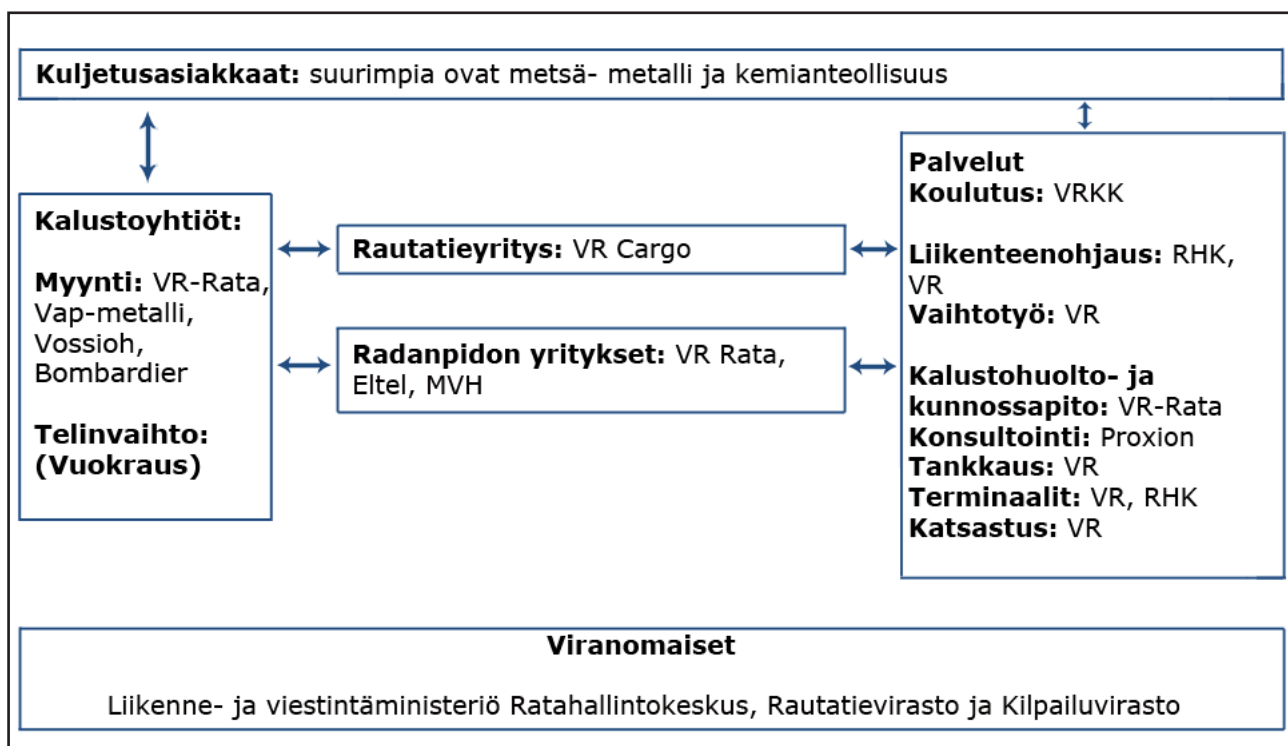 Kuljetusasiakkaat: suurimpia ovat metsä- metalli ja kemianteollisuus
Kalustoyhtiöt:
Myynti: VR-Rata,
Vap-metalli,
Vossioh,
Bombardier
Telinvaihto:
(Vuokraus)
Rautatieyritys: VR Cargo
Radanpidon yritykset: VR Rata,
Eltel, MVH
Palvelut
Koulutus: VRKK
Liikenteenohjaus: RHK,
VR
Vaihtotyö: VR
Kalustohuolto- ja
kunnossapito: VR-Rata
Konsultointi: Proxion
Tankkaus: VR
Terminaalit: VR, RHK
Katsastus: VR
Viranomaiset
Liikenne- ja viestintäministeriö Ratahallintokeskus, Rautatievirasto ja Kilpailuvirasto